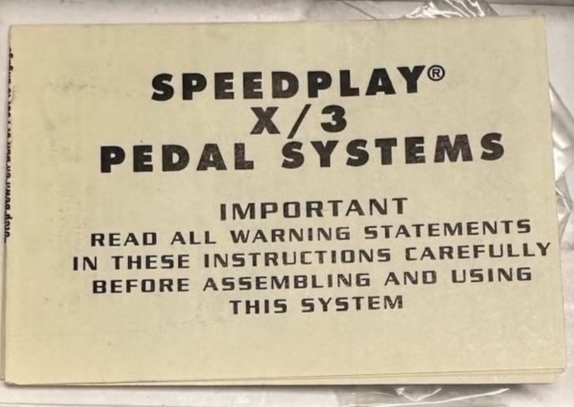 SPEEDPLAY®
X/3
PEDAL SYSTEMS
IMPORTANT
READ ALL WARNING STATEMENTS
IN THESE INSTRUCTIONS CAREFULLY
BEFORE ASSEMBLING AND USING
THIS SYSTEM